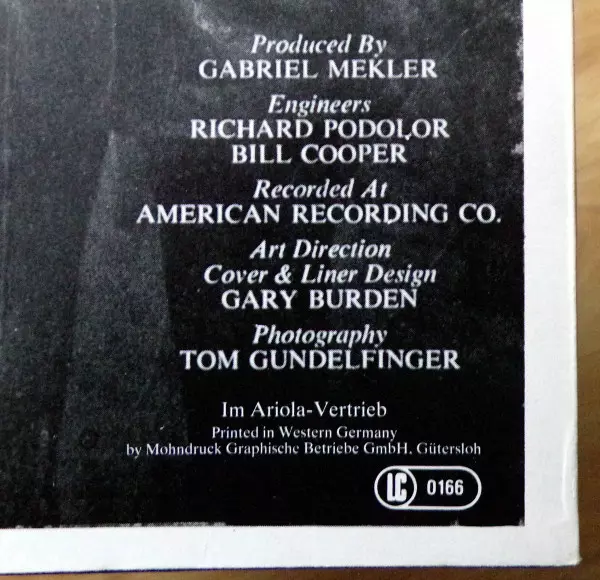 Produced By
GABRIEL MEKLER
Engineers
RICHARD PODOLOR
BILL COOPER
Recorded At
AMERICAN RECORDING CO.
Art Direction
Cover & Liner Design
GARY BURDEN
Photography
TOM GUNDELFINGER
Im Ariola-Vertrieb
Printed in Western Germany
by Mohndruck Graphische Betriebe GmbH. Gütersloh
LC 0166